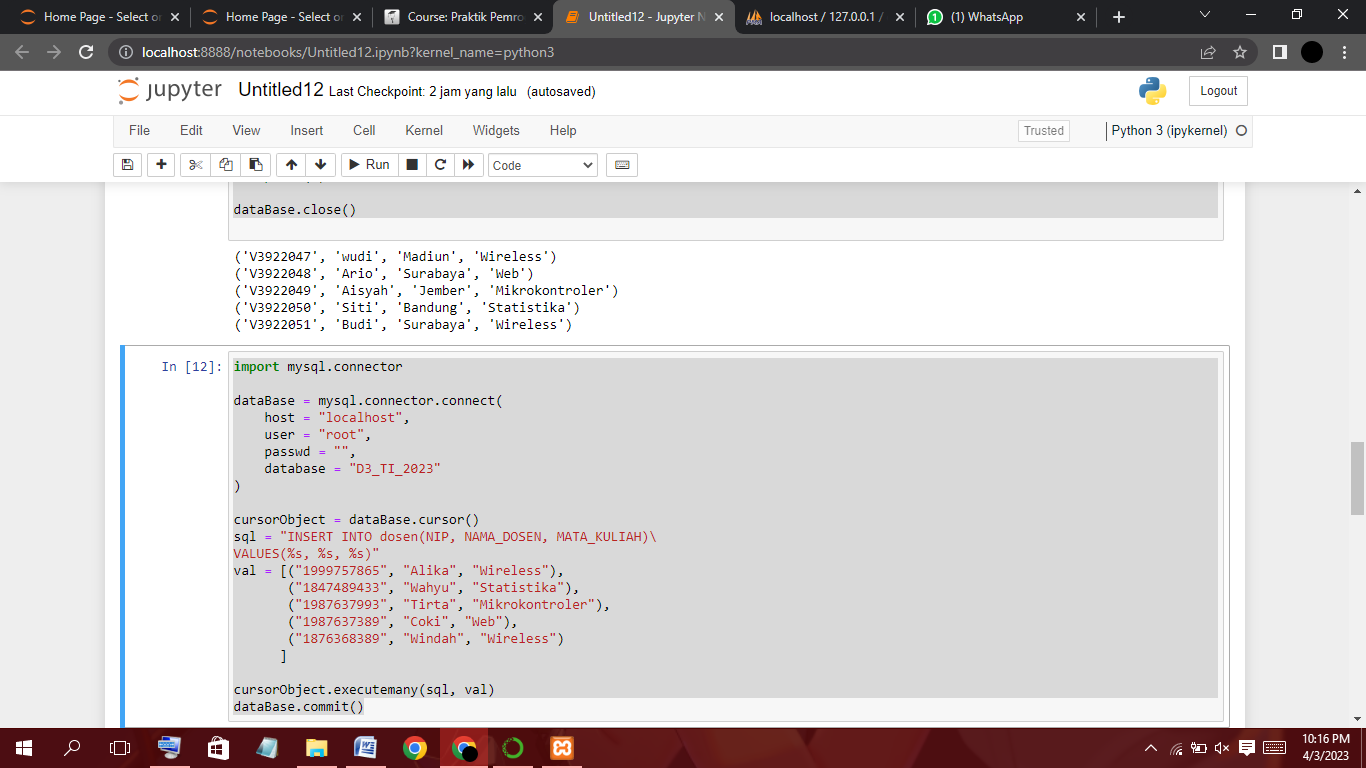 Home Page - Select or
Home Page - Select or
Course: Praktik Pemro
Untitled12 - Jupyter N
localhost / 127.0.0.1 /
(1) WhatsApp
localhost:8888/notebooks/Untitled12.ipynb?kernel_name=python3
jupyter Untitled12 Last Checkpoint: 2 jam yang lalu (autosaved)
Logout
File Edit View Insert Cell Kernel Widgets Help
Trusted
Python 3 (ipykernel)
Run
Code
dataBase.close()
('V3922047', 'wudi', 'Madiun', 'Wireless')
('V3922048', 'Ario', 'Surabaya', 'Web')
('V3922049', 'Aisyah', 'Jember', 'Mikrokontroler')
('V3922050', 'Siti', 'Bandung', 'Statistika')
('V3922051', 'Budi', 'Surabaya', 'Wireless')
In [12]: import mysql.connector
dataBase = mysql.connector.connect(
host = "localhost",
user = "root",
passwd = "",
database = "D3_TI_2023"
)
cursorObject = dataBase.cursor()
sql = "INSERT INTO dosen(NIP, NAMA_DOSEN, MATA_KULIAH)\
VALUES(%s, %s, %s)"
val = [("1999757865", "Alika", "Wireless"),
("1847489433", "Wahyu", "Statistika"),
("1987637993", "Tirta", "Mikrokontroler"),
("1987637389", "Coki", "Web"),
("1876368389", "Windah", "Wireless")
]
cursorObject.executemany(sql, val)
dataBase.commit()
10:16 PM
4/3/2023